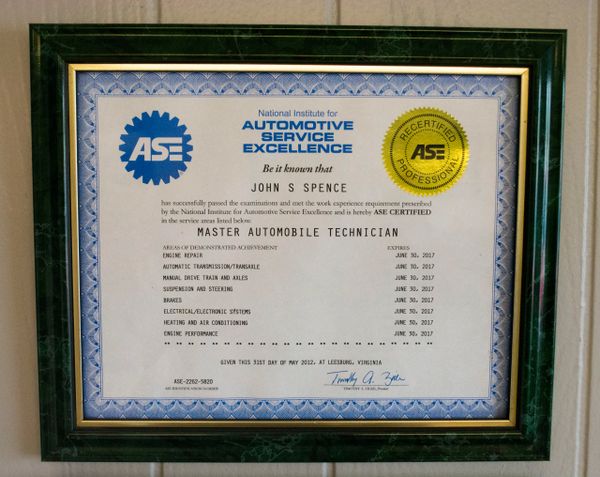 National Institute for
AUTOMOTIVE
SERVICE
EXCELLENCE
ASE
RECERTIFIED
ASE
PROFESSIONAL
Be it known that
JOHN S SPENCE
has successfully passed the examinations and met the work experience requirement prescribed
by the National Institute for Automotive Service Excellence and is hereby ASE CERTIFIED
in the service areas listed below:
MASTER AUTOMOBILE TECHNICIAN
AREAS OF DEMONSTRATED ACHIEVEMENT EXPIRES
ENGINE REPAIR JUNE 30, 2017
AUTOMATIC TRANSMISSION/TRANSAXLE JUNE 30, 2017
MANUAL DRIVE TRAIN AND AXLES JUNE 30, 2017
SUSPENSION AND STEERING JUNE 30, 2017
BRAKES JUNE 30, 2017
ELECTRICAL/ELECTRONIC SYSTEMS JUNE 30, 2017
HEATING AND AIR CONDITIONING JUNE 30, 2017
ENGINE PERFORMANCE JUNE 30, 2017
** ** ** ** ** ** ** ** ** ** ** ** ** ** ** ** ** ** ** **
GIVEN THIS 31ST DAY OF MAY 2012, AT LEESBURG, VIRGINIA
ASE-2262-5820
ASE IDENTIFICATION NUMBER
Timothy A.
TIMOTHY A.